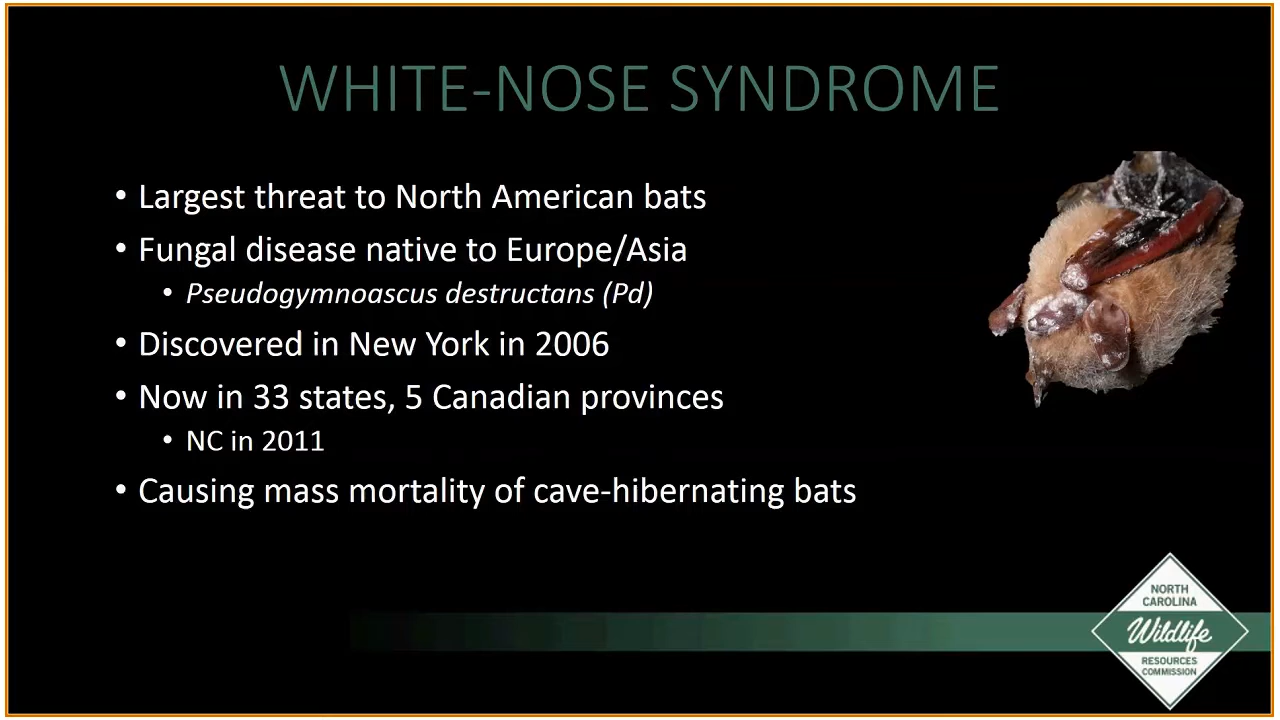 WHITE-NOSE SYNDROME
• Largest threat to North American bats
• Fungal disease native to Europe/Asia
• Pseudogymnoascus destructans (Pd)
• Discovered in New York in 2006
• Now in 33 states, 5 Canadian provinces
• NC in 2011
• Causing mass mortality of cave-hibernating bats
NORTH
CAROLINA
Wildlife
RESOURCES
COMMISSION